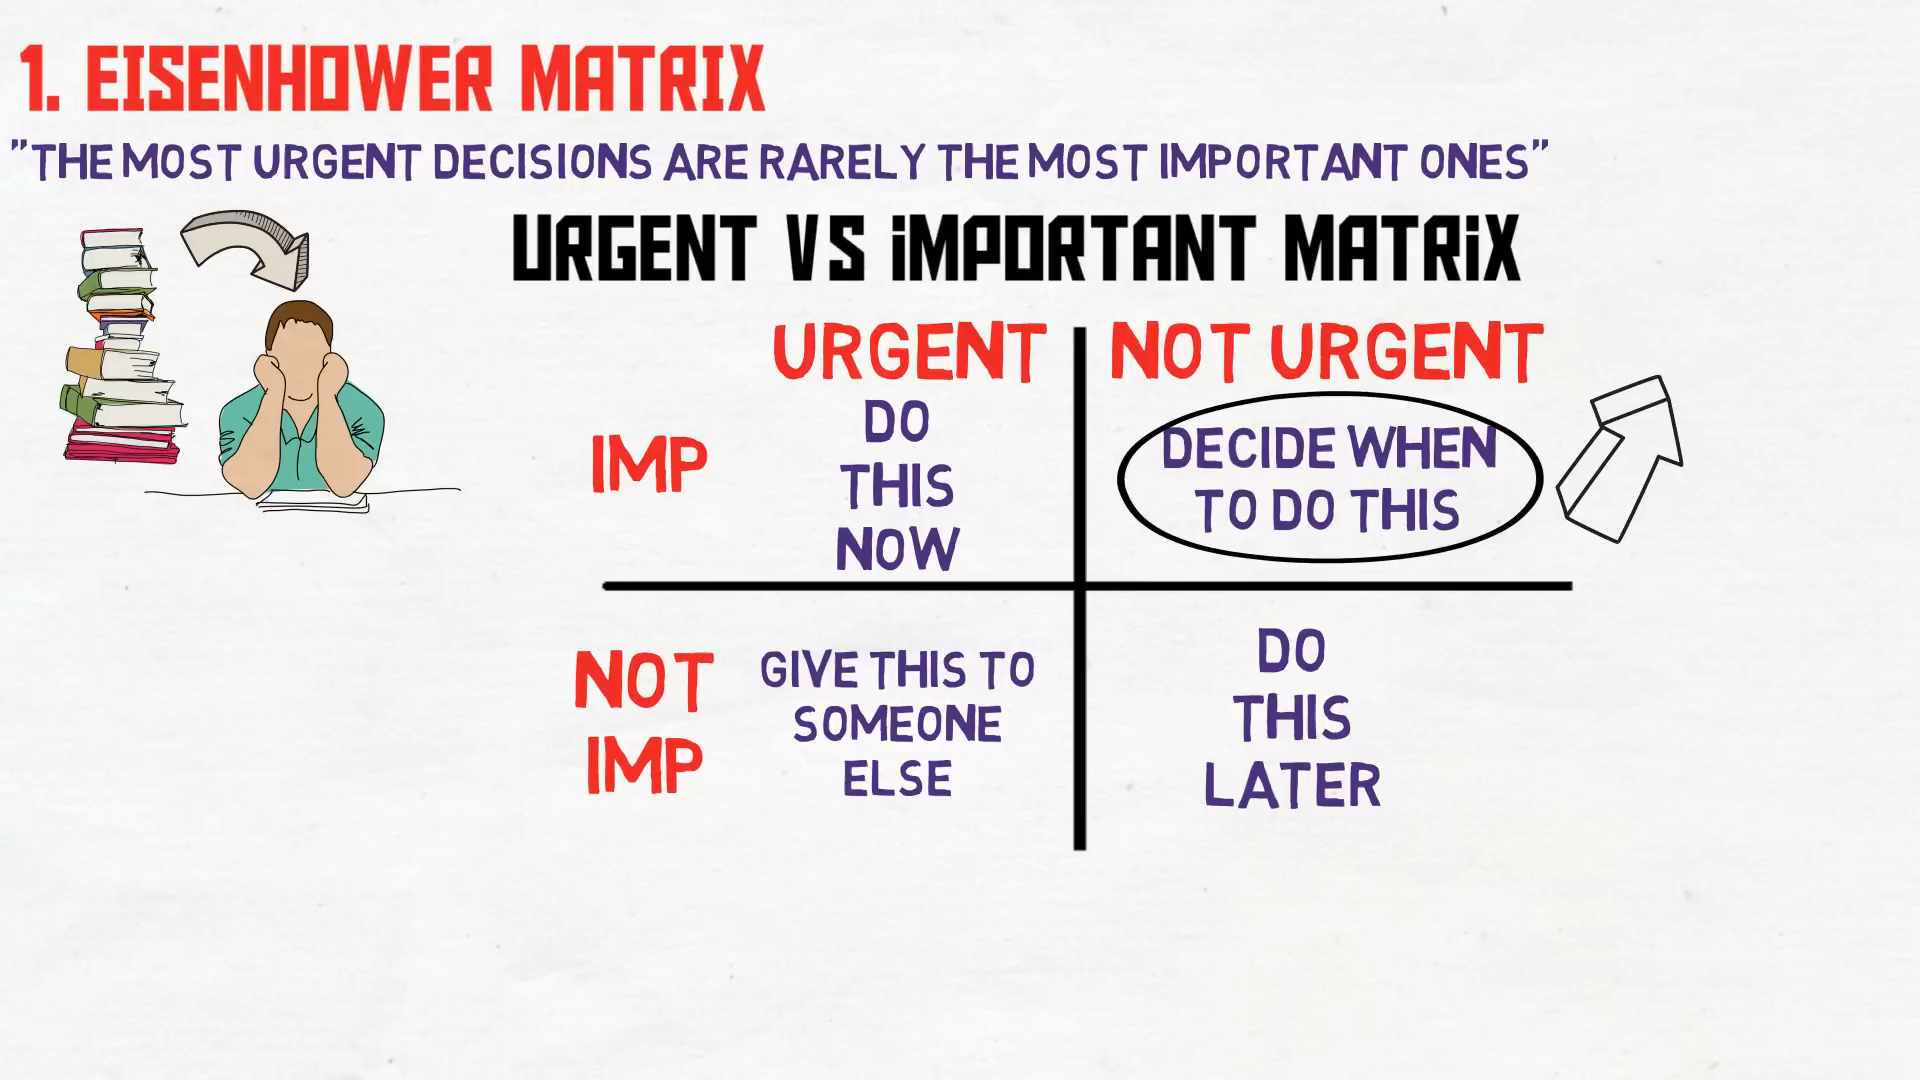 1. EISENHOWER MATRIX
"THE MOST URGENT DECISIONS ARE RARELY THE MOST IMPORTANT ONES"
URGENT VS iMPORTANT MATRiX
URGENT
NOT URGENT
IMP
DO
THIS
NOW
DECIDE WHEN
TO DO THIS
NOT
IMP
GIVE THIS TO
SOMEONE
ELSE
DO
THIS
LATER